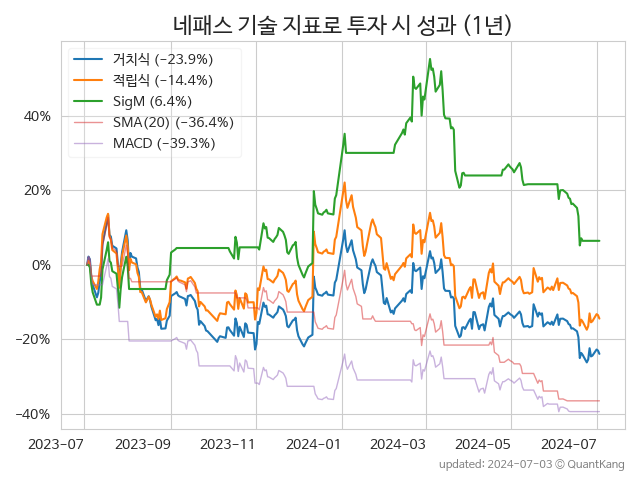 네패스 기술 지표로 투자 시 성과 (1년)
거치식 (−23.9%)
적립식 (−14.4%)
SigM (6.4%)
SMA(20) (−36.4%)
MACD (−39.3%)
40%
20%
0%
−20%
−40%
2023-07 2023-09 2023-11 2024-01 2024-03 2024-05 2024-07
updated: 2024-07-03 ⓒ QuantKang